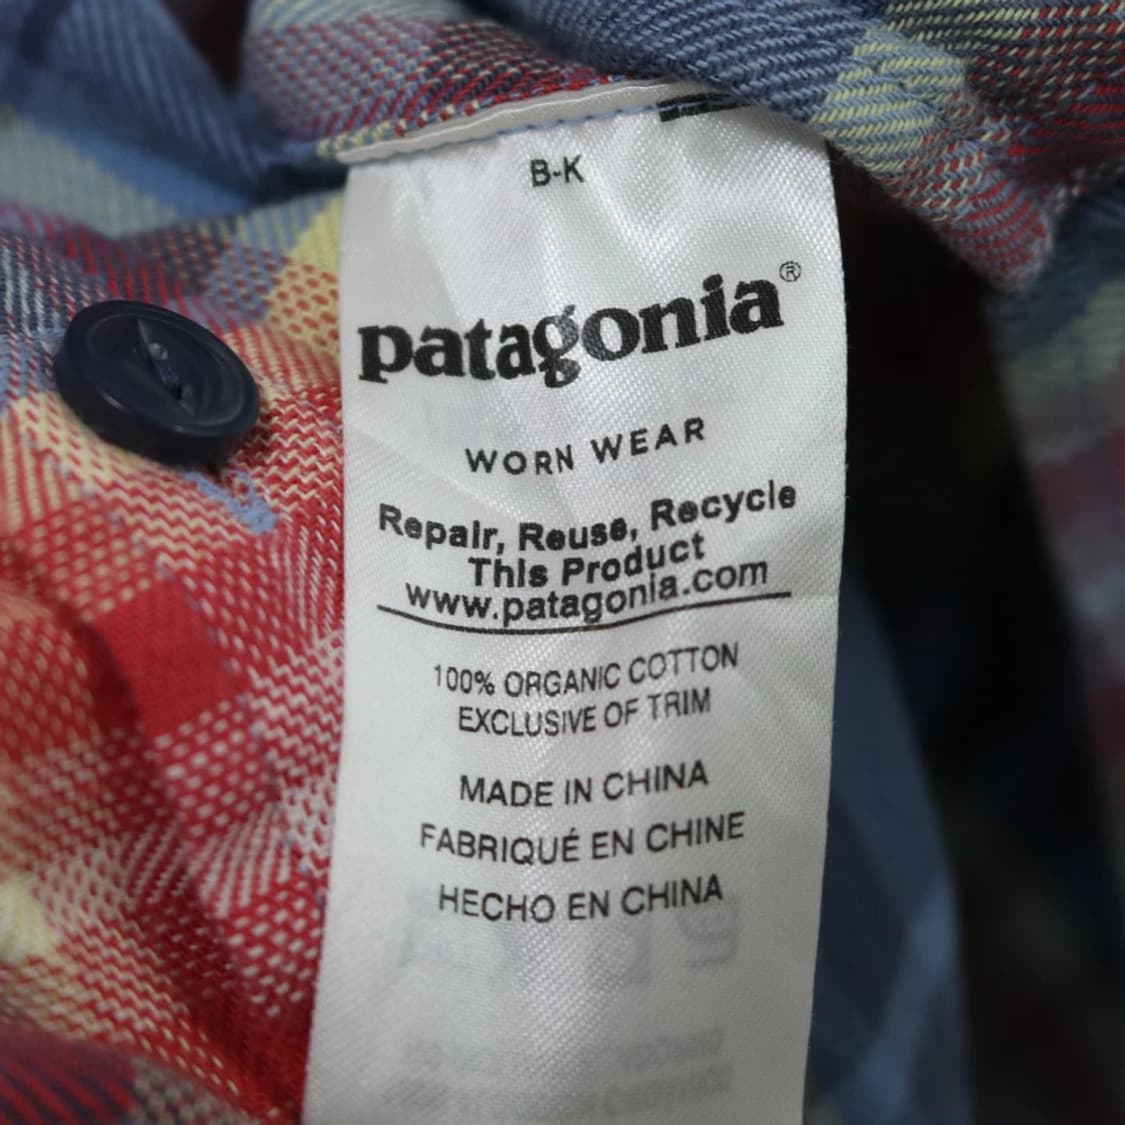 B-K
patagonia®
WORN WEAR
Repair, Reuse, Recycle
This Product
www.patagonia.com
100% ORGANIC COTTON
EXCLUSIVE OF TRIM
MADE IN CHINA
FABRIQUÉ EN CHINE
HECHO EN CHINA